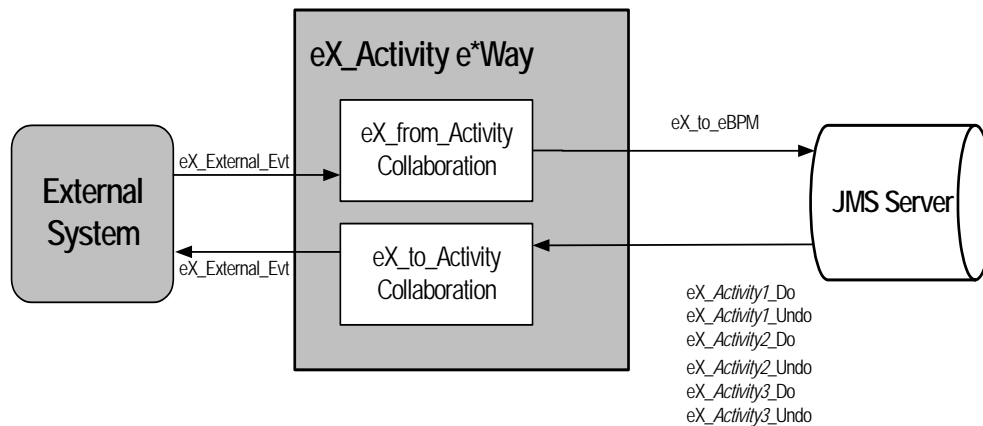 eX_Activity e*Way
eX_from_Activity
Collaboration
eX_to_eBPM
eX_External_Evt
External
System
JMS Server
eX_External_Evt
eX_to_Activity
Collaboration
eX_Activity1_Do
eX_Activity1_Undo
eX_Activity2_Do
eX_Activity2_Undo
eX_Activity3_Do
eX_Activity3_Undo